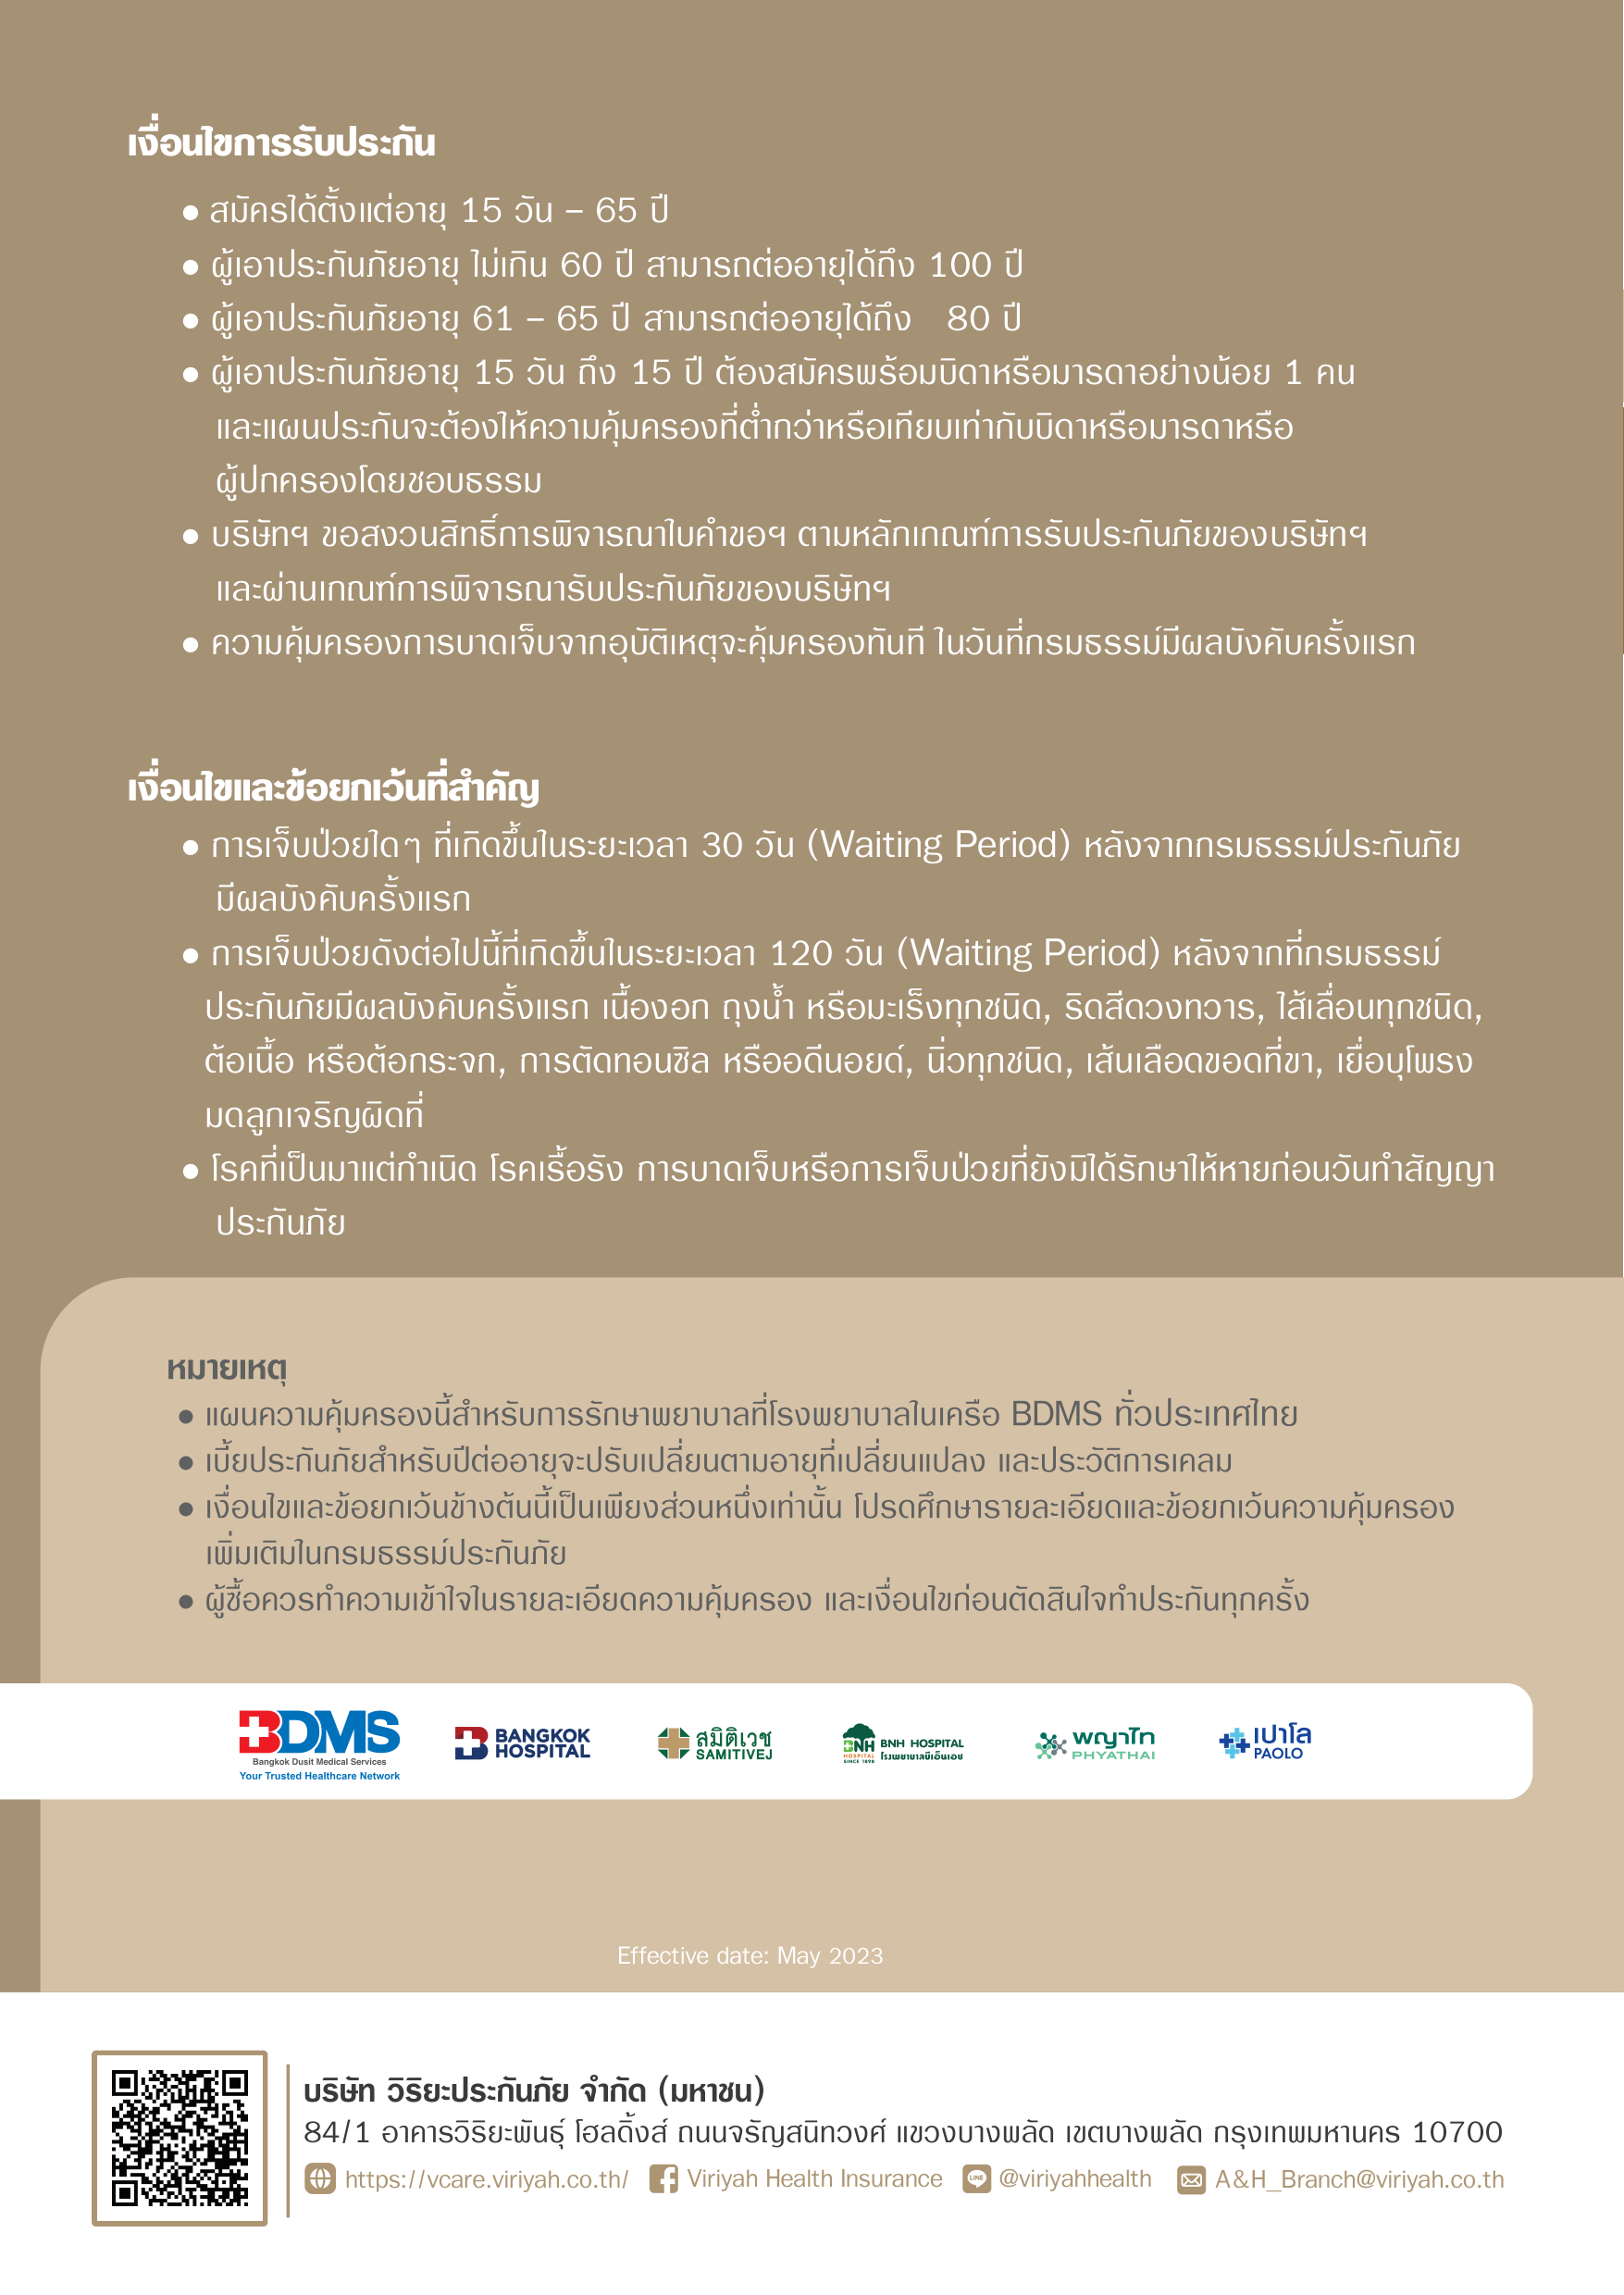 เงื่อนไขการรับประกัน
● สมัครได้ตั้งแต่อายุ 15 วัน – 65 ปี
● ผู้เอาประกันภัยอายุ ไม่เกิน 60 ปี สามารถต่ออายุได้ถึง 100 ปี
● ผู้เอาประกันภัยอายุ 61 – 65 ปี สามารถต่ออายุได้ถึง 80 ปี
● ผู้เอาประกันภัยอายุ 15 วัน ถึง 15 ปี ต้องสมัครพร้อมบิดาหรือมารดาอย่างน้อย 1 คน
และแผนประกันจะต้องให้ความคุ้มครองที่ต่ำกว่าหรือเทียบเท่ากับบิดาหรือมารดาหรือ
ผู้ปกครองโดยชอบธรรม
● บริษัทฯ ขอสงวนสิทธิ์การพิจารณาใบคำขอฯ ตามหลักเกณฑ์การรับประกันภัยของบริษัทฯ
และผ่านเกณฑ์การพิจารณารับประกันภัยของบริษัทฯ
● ความคุ้มครองการบาดเจ็บจากอุบัติเหตุจะคุ้มครองทันที ในวันที่กรมธรรม์มีผลบังคับครั้งแรก
เงื่อนไขและข้อยกเว้นที่สำคัญ
● การเจ็บป่วยใดๆ ที่เกิดขึ้นในระยะเวลา 30 วัน (Waiting Period) หลังจากกรมธรรม์ประกันภัย
มีผลบังคับครั้งแรก
● การเจ็บป่วยดังต่อไปนี้ที่เกิดขึ้นในระยะเวลา 120 วัน (Waiting Period) หลังจากที่กรมธรรม์
ประกันภัยมีผลบังคับครั้งแรก เนื้องอก ถุงน้ำ หรือมะเร็งทุกชนิด, ริดสีดวงทวาร, ไส้เลื่อนทุกชนิด,
ต้อเนื้อ หรือต้อกระจก, การตัดทอนซิล หรืออดีนอยด์, นิ่วทุกชนิด, เส้นเลือดขอดที่ขา, เยื่อบุโพรง
มดลูกเจริญผิดที่
● โรคที่เป็นมาแต่กำเนิด โรคเรื้อรัง การบาดเจ็บหรือการเจ็บป่วยที่ยังมิได้รักษาให้หายก่อนวันทำสัญญา
ประกันภัย
หมายเหตุ
● แผนความคุ้มครองนี้สำหรับการรักษาพยาบาลที่โรงพยาบาลในเครือ BDMS ทั่วประเทศไทย
● เบี้ยประกันภัยสำหรับปีต่ออายุจะปรับเปลี่ยนตามอายุที่เปลี่ยนแปลง และประวัติการเคลม
● เงื่อนไขและข้อยกเว้นข้างต้นนี้เป็นเพียงส่วนหนึ่งเท่านั้น โปรดศึกษารายละเอียดและข้อยกเว้นความคุ้มครอง
เพิ่มเติมในกรมธรรม์ประกันภัย
● ผู้ซื้อควรทำความเข้าใจในรายละเอียดความคุ้มครอง และเงื่อนไขก่อนตัดสินใจทำประกันทุกครั้ง
BDMS
Bangkok Dusit Medical Services
Your Trusted Healthcare Network
BANGKOK
HOSPITAL
สมิติเวช
SAMITIVEJ
BNH
HOSPITAL
SINCE 1898
BNH HOSPITAL
โรงพยาบาลบีเอ็นเอช
พญาไท
PHYATHAI
เปาโล
PAOLO
Effective date: May 2023
บริษัท วิริยะประกันภัย จำกัด (มหาชน)
84/1 อาคารวิริยะพันธุ์ โฮลดิ้งส์ ถนนจรัญสนิทวงศ์ แขวงบางพลัด เขตบางพลัด กรุงเทพมหานคร 10700
https://vcare.viriyah.co.th/ Viriyah Health Insurance LINE @viriyahhealth A&H_Branch@viriyah.co.th